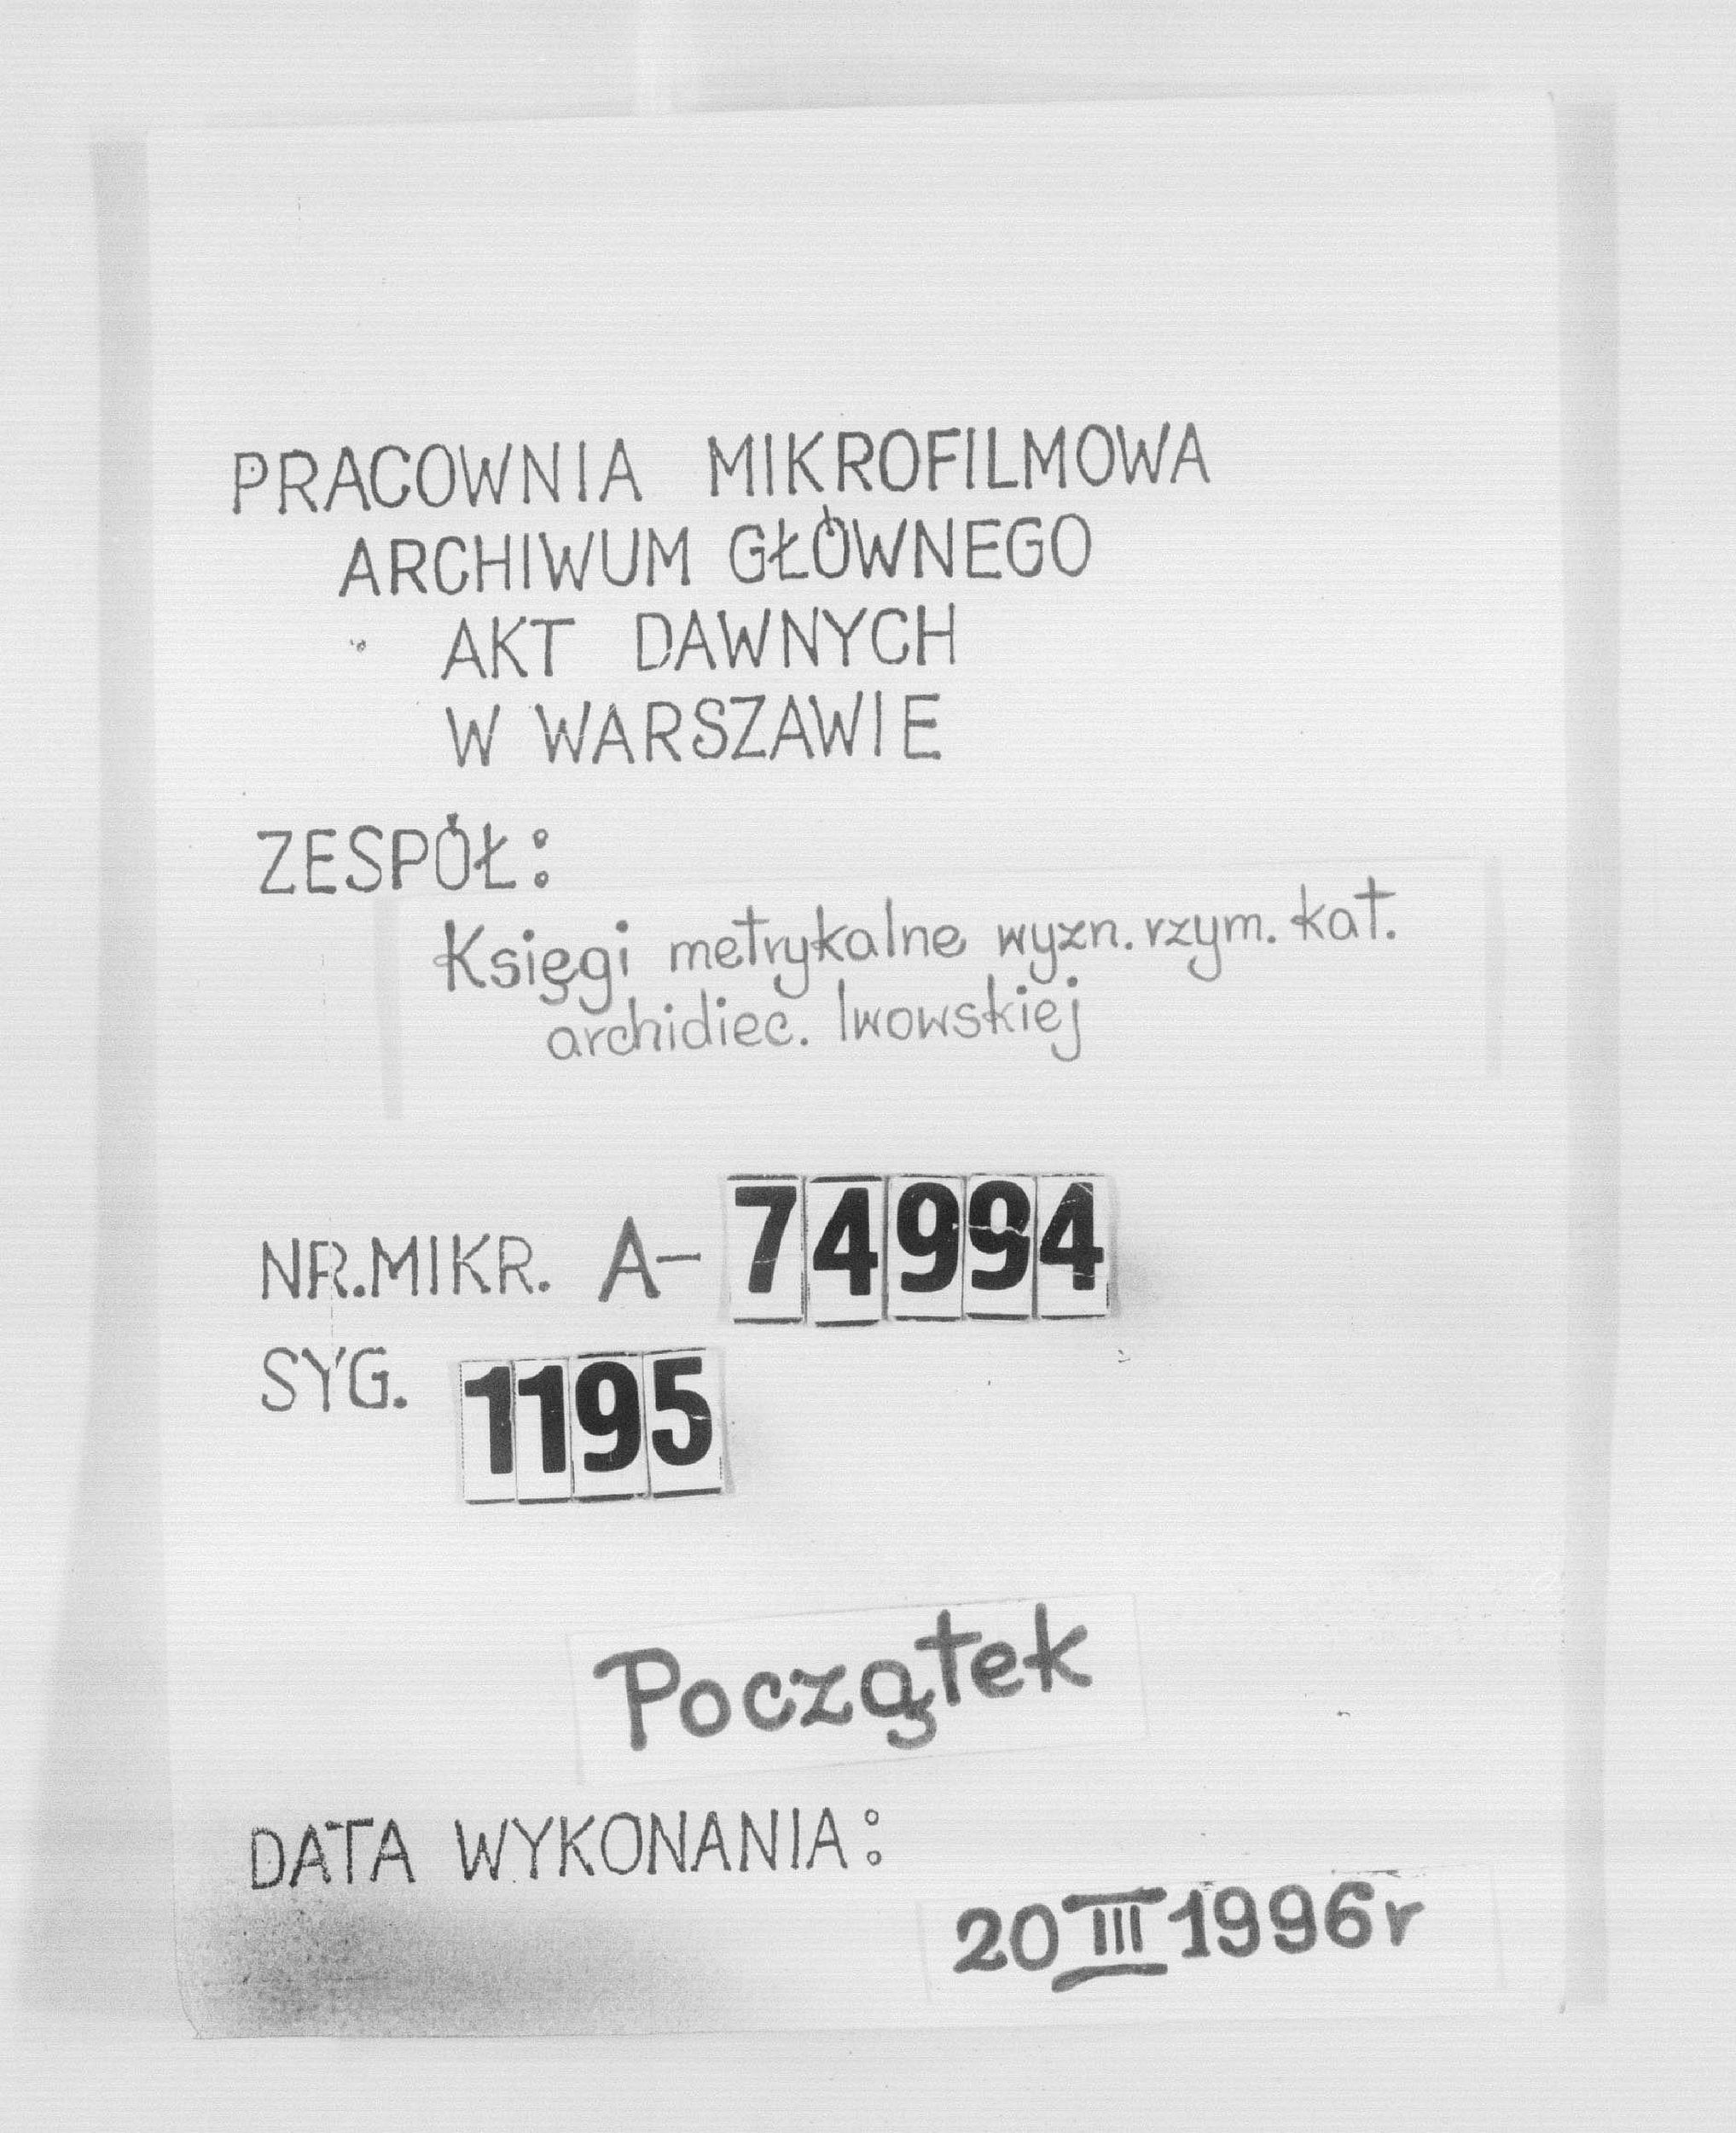 PRACOWNIA MIKROFILMOWA
ARCHIWUM GŁÓWNEGO
AKT DAWNYCH
W WARSZAWIE
ZESPÓŁ:
Księgi metrykalne wyzn. rzym. kat.
archidiec. lwowskiej
NR.MIKR. A- 74994
SYG. 1195
Początek
DATA WYKONANIA:
20 III 1996r